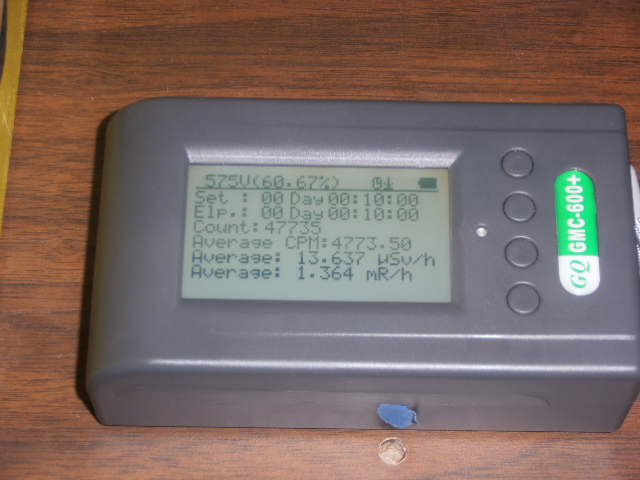 575V(60.67%)
Set : 00 Day 00:10:00
Elp.: 00 Day 00:10:00
Count: 47735
Average CPM:4773.50
Average: 13.637 µSv/h
Average: 1.364 mR/h
GQ GMC-600+